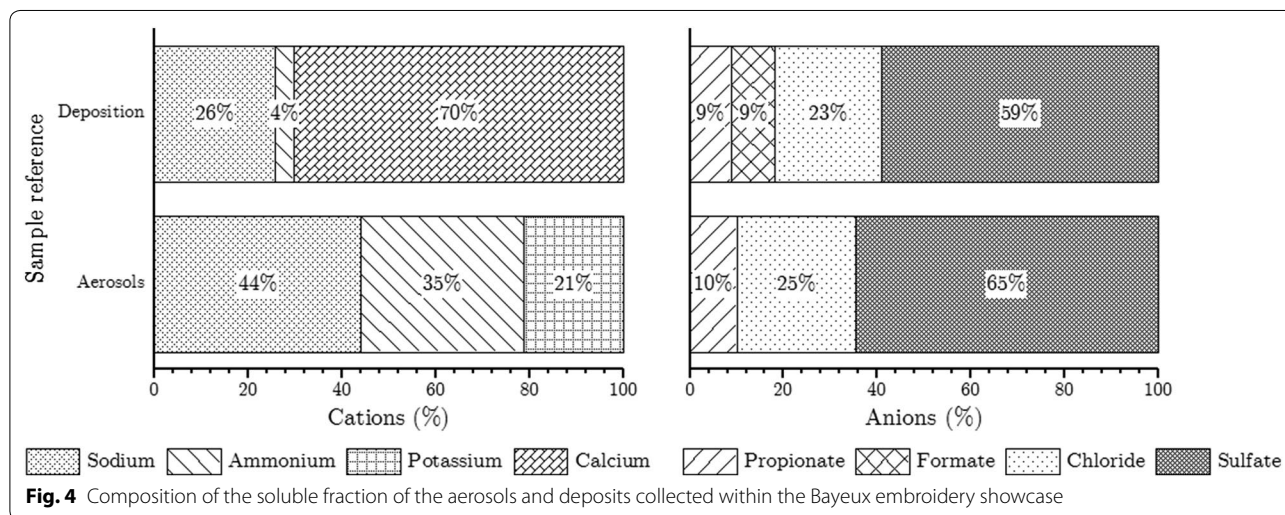 Sample reference
Deposition
26% 4% 70%
9% 9% 23% 59%
Aerosols
44% 35% 21%
10% 25% 65%
0 20 40 60 80 100
0 20 40 60 80 100
Cations (%)
Anions (%)
Sodium Ammonium Potassium Calcium Propionate Formate Chloride Sulfate
Fig. 4 Composition of the soluble fraction of the aerosols and deposits collected within the Bayeux embroidery showcase